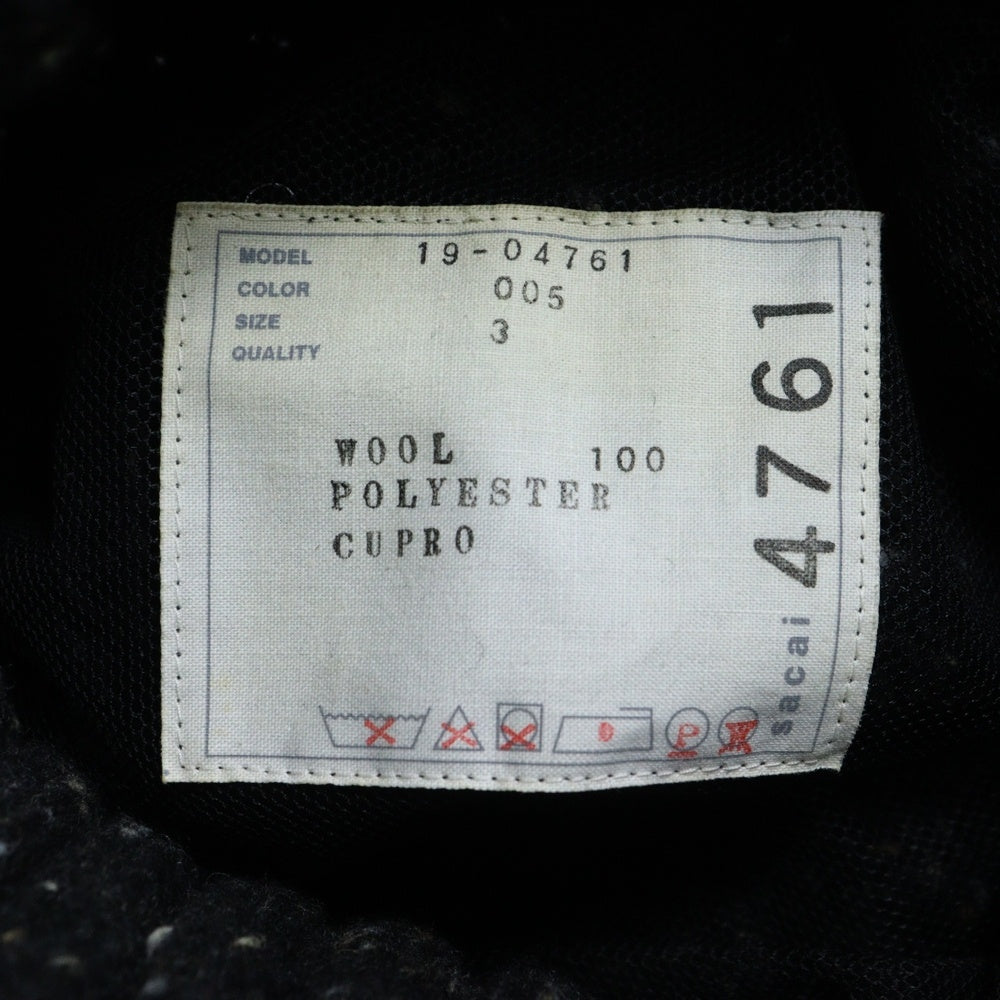 MODEL 19-04761
COLOR 005
SIZE 3
QUALITY
WOOL 100
POLYESTER
CUPRO
P
sacai 4761